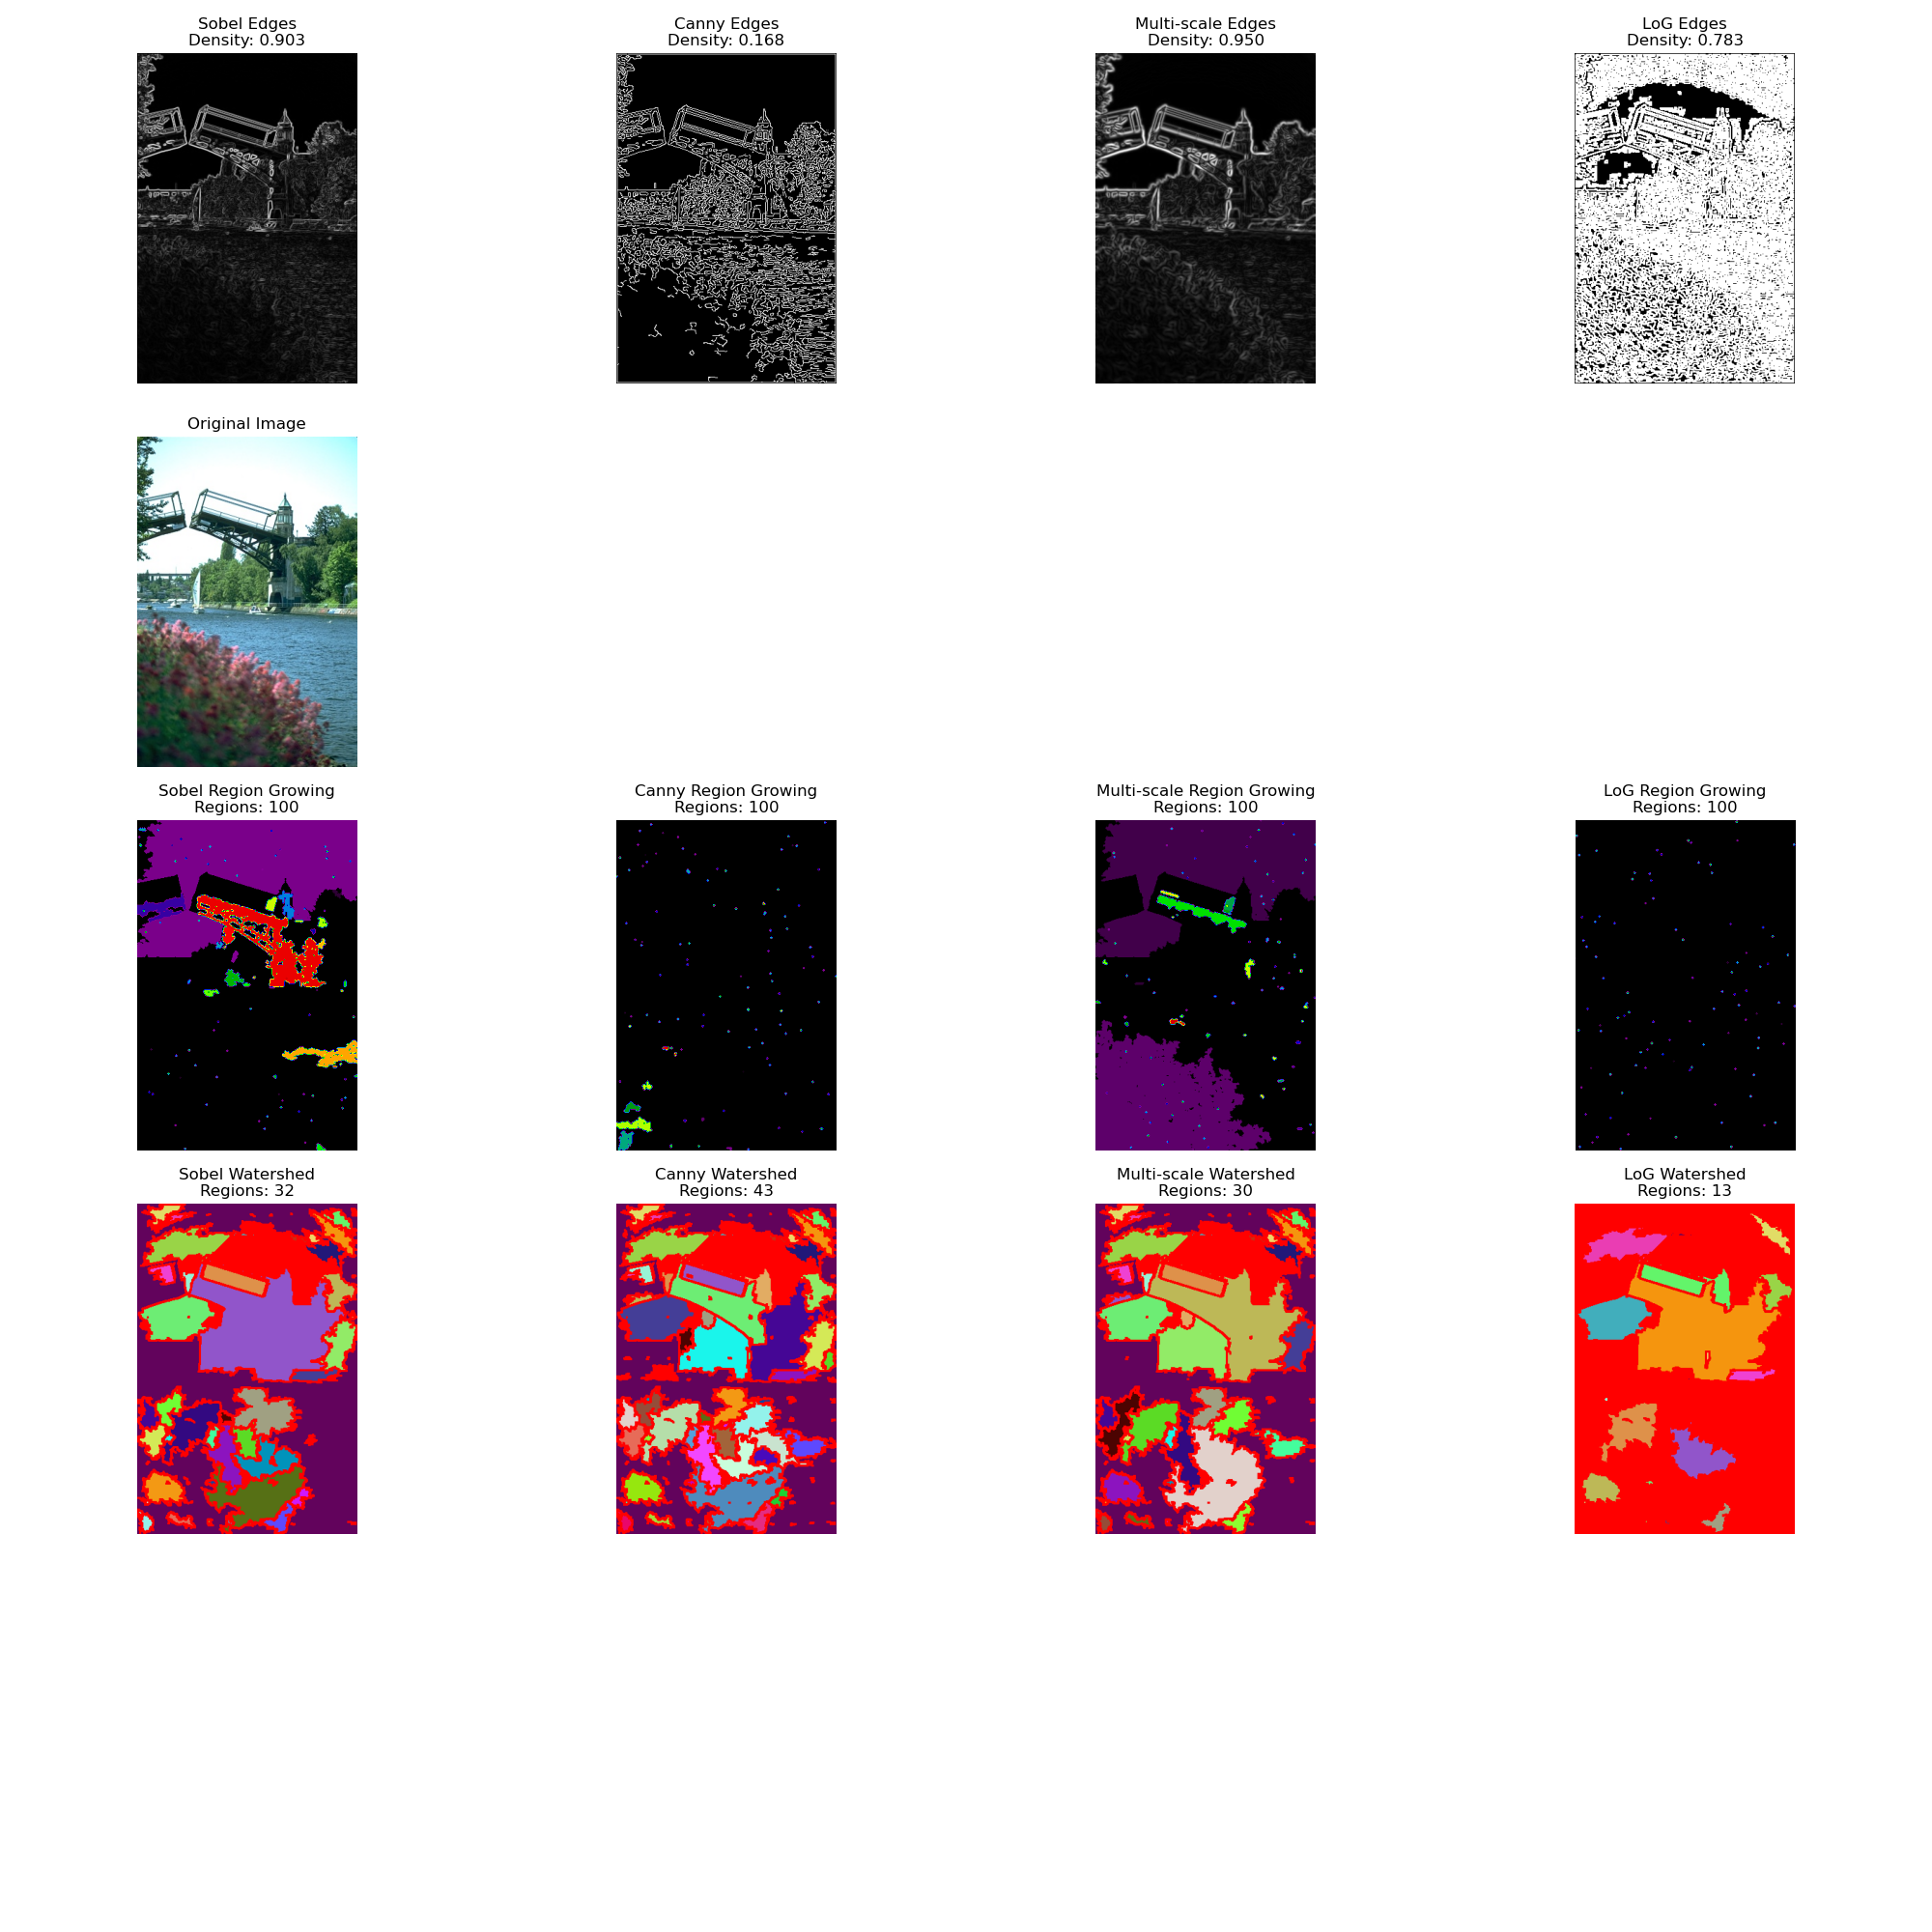 Sobel Edges
Density: 0.903
Canny Edges
Density: 0.168
Multi-scale Edges
Density: 0.950
LoG Edges
Density: 0.783
Original Image
Sobel Region Growing
Regions: 100
Canny Region Growing
Regions: 100
Multi-scale Region Growing
Regions: 100
LoG Region Growing
Regions: 100
Sobel Watershed
Regions: 32
Canny Watershed
Regions: 43
Multi-scale Watershed
Regions: 30
LoG Watershed
Regions: 13